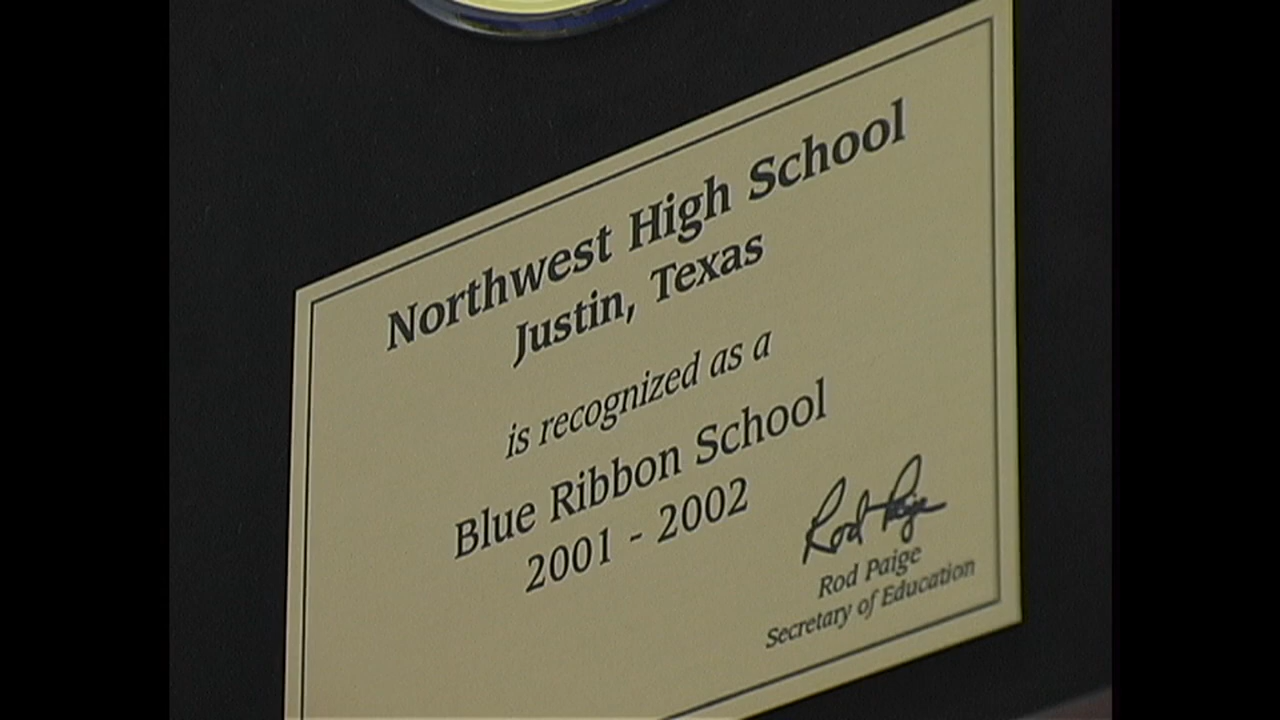 Northwest High School
Justin, Texas
is recognized as a
Blue Ribbon School
2001 - 2002
Rod Paige
Rod Paige
Secretary of Education